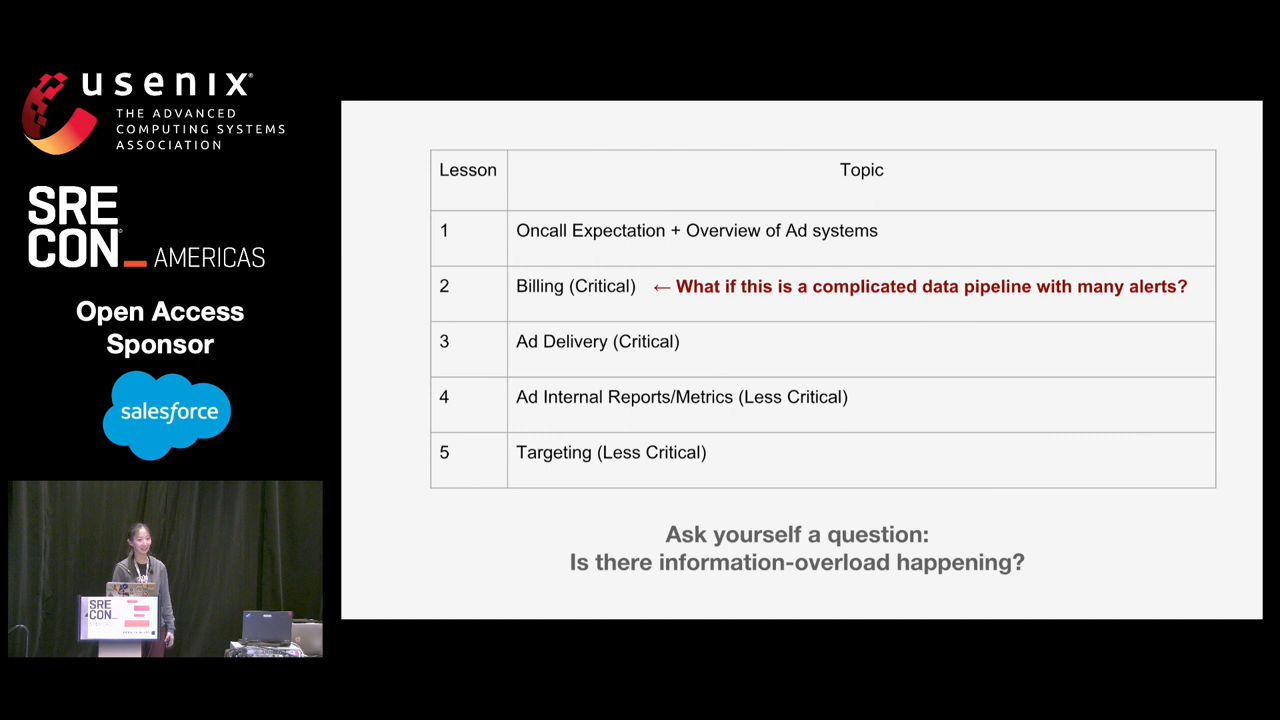 usenix
THE ADVANCED
COMPUTING SYSTEMS
ASSOCIATION
SRE
CON_ AMERICAS
Open Access
Sponsor
salesforce
Lesson Topic
1 Oncall Expectation + Overview of Ad systems
2 Billing (Critical) ← What if this is a complicated data pipeline with many alerts?
3 Ad Delivery (Critical)
4 Ad Internal Reports/Metrics (Less Critical)
5 Targeting (Less Critical)
Ask yourself a question:
Is there information-overload happening?
SRE
CON_